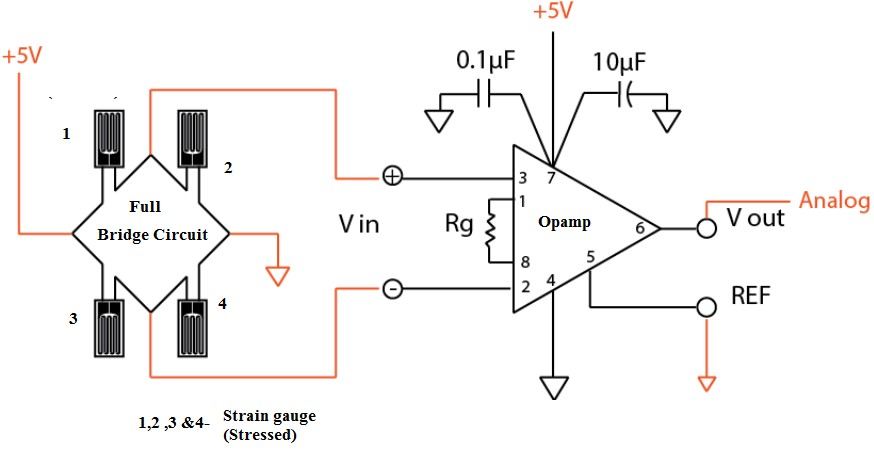 +5V
+5V
0.1µF
10µF
1
2
Full
Bridge Circuit
3
4
V in
+
-
Rg
3
7
1
Opamp
6
8
5
2
4
V out
Analog
REF
1,2 ,3 &4- Strain gauge
(Stressed)